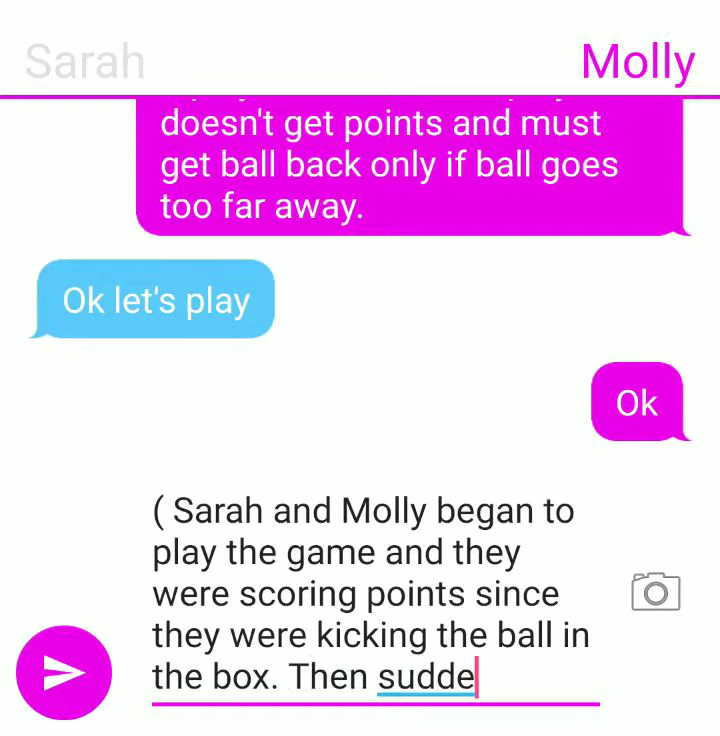 Sarah
Molly
doesn't get points and must
get ball back only if ball goes
too far away.
Ok let's play
Ok
( Sarah and Molly began to
play the game and they
were scoring points since
they were kicking the ball in
the box. Then sudde